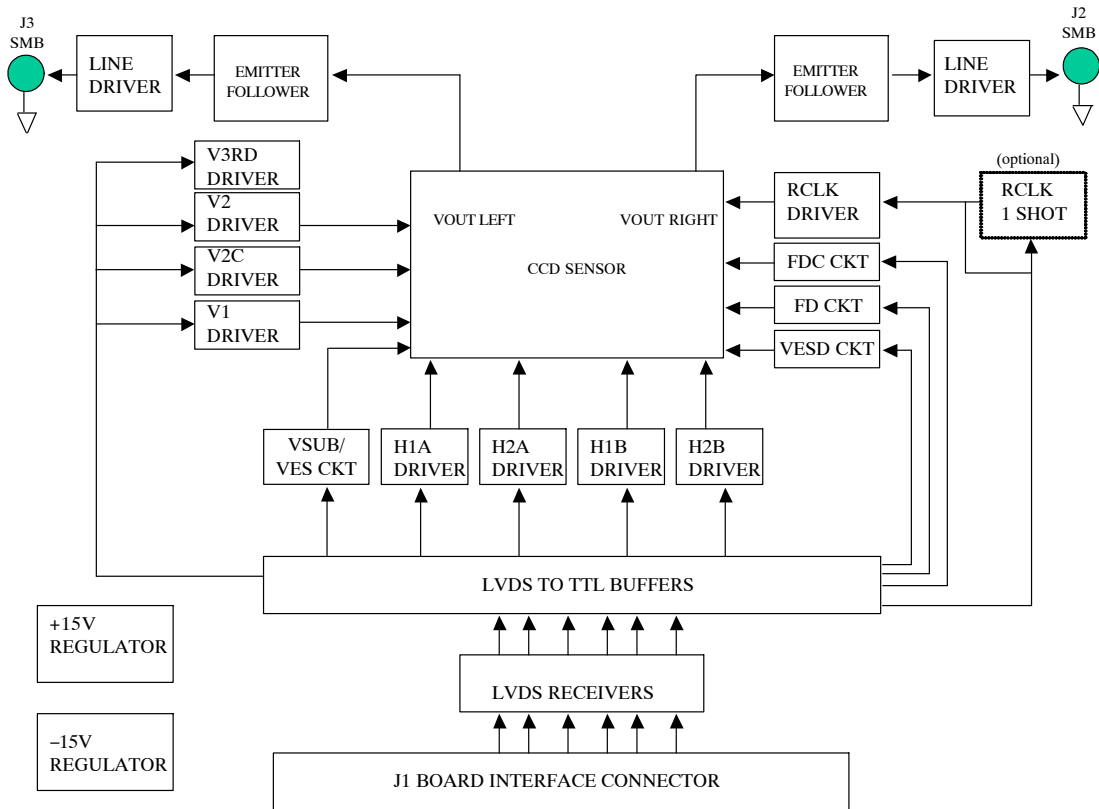 J3
SMB
LINE
DRIVER
EMITTER
FOLLOWER
EMITTER
FOLLOWER
LINE
DRIVER
J2
SMB
V3RD
DRIVER
V2
DRIVER
V2C
DRIVER
V1
DRIVER
VOUT LEFT
VOUT RIGHT
CCD SENSOR
RCLK
DRIVER
(optional)
RCLK
1 SHOT
FDC CKT
FD CKT
VESD CKT
VSUB/
VES CKT
H1A
DRIVER
H2A
DRIVER
H1B
DRIVER
H2B
DRIVER
LVDS TO TTL BUFFERS
+15V
REGULATOR
LVDS RECEIVERS
−15V
REGULATOR
J1 BOARD INTERFACE CONNECTOR